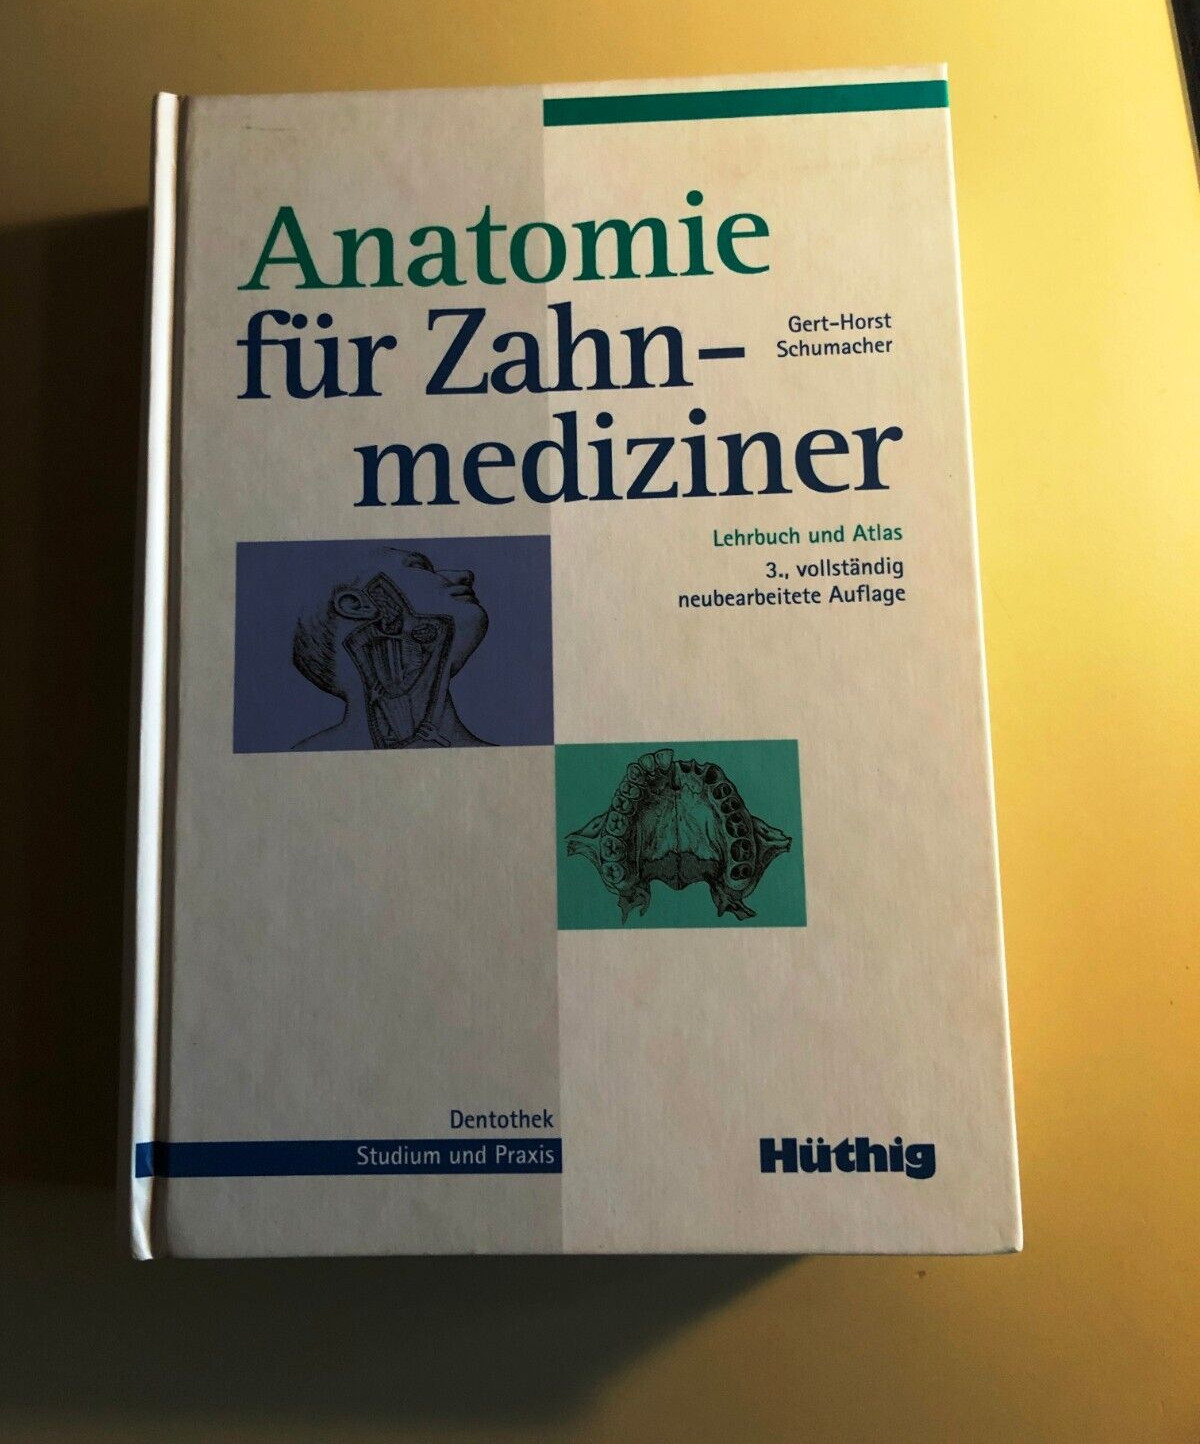 Anatomie
für Zahn-
mediziner
Gert-Horst
Schumacher
Lehrbuch und Atlas
3., vollständig
neubearbeitete Auflage
Dentothek
Studium und Praxis
Hüthig